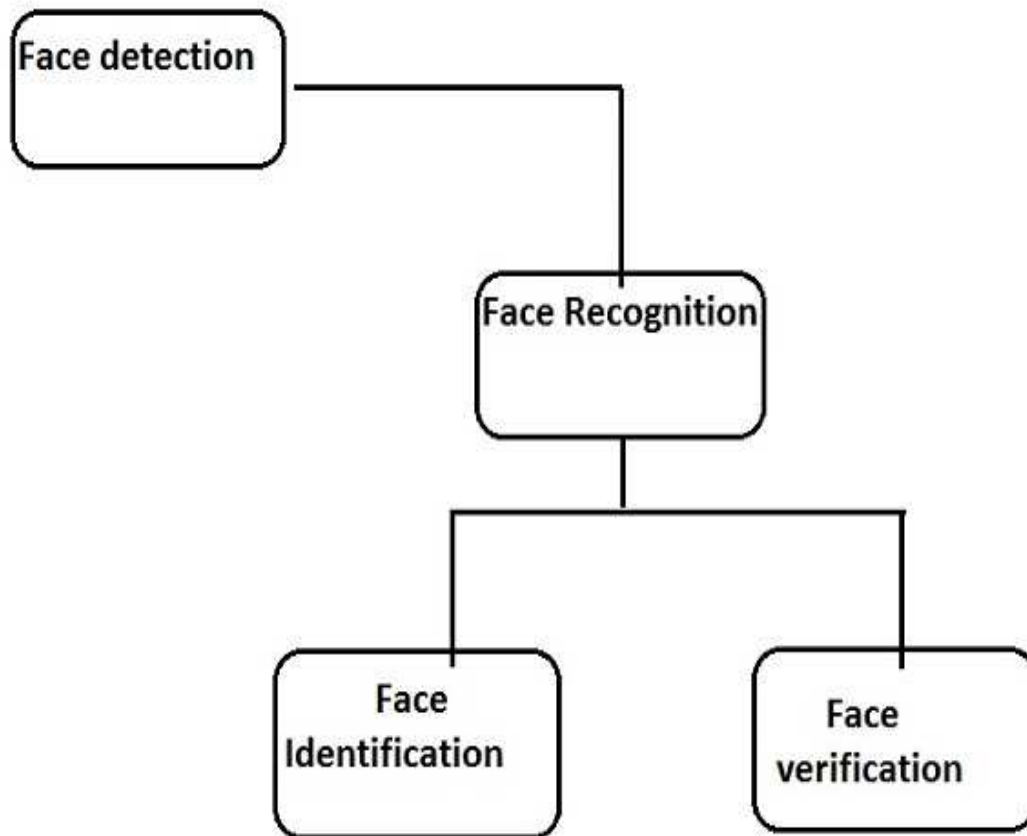 Face detection
Face Recognition
Face
Identification
Face
verification